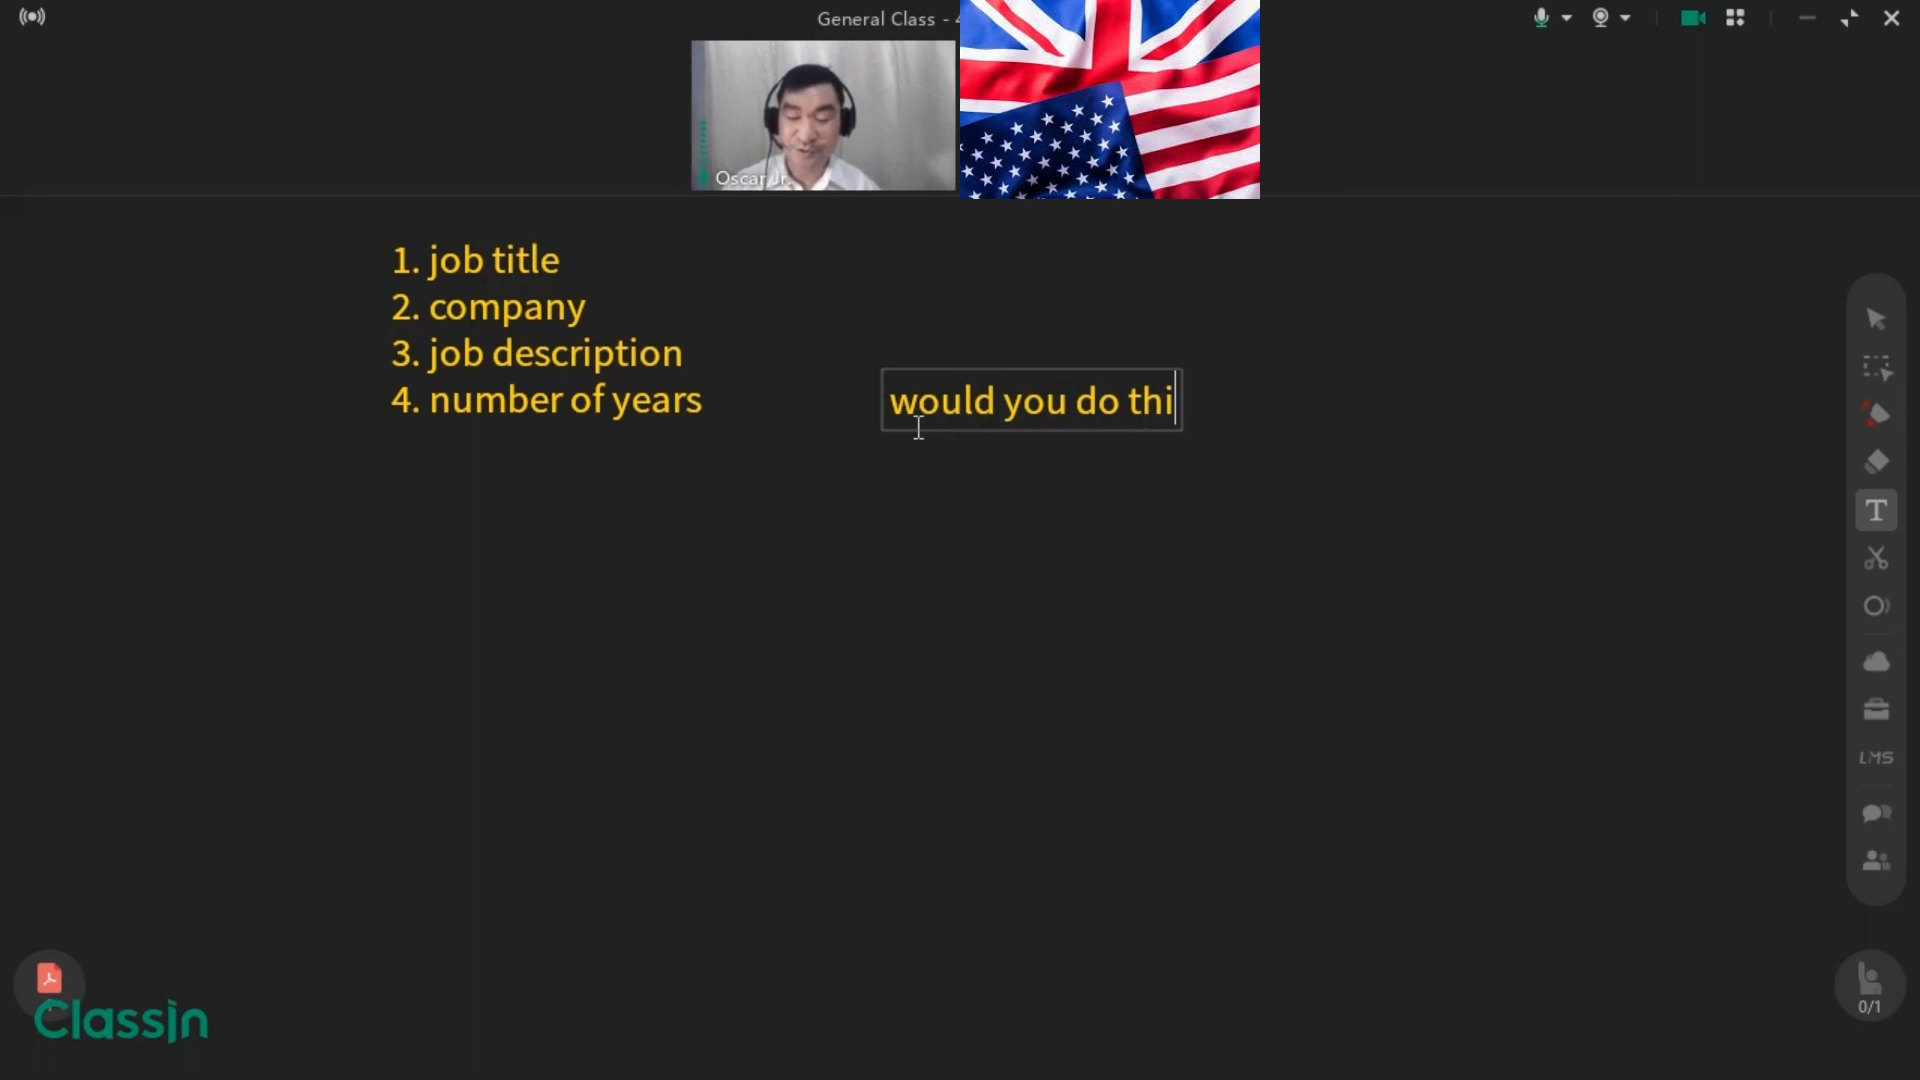 General Class - 4
Oscar Jr.
1. job title
2. company
3. job description
4. number of years
would you do thi
LMS
0/1
ClassIn